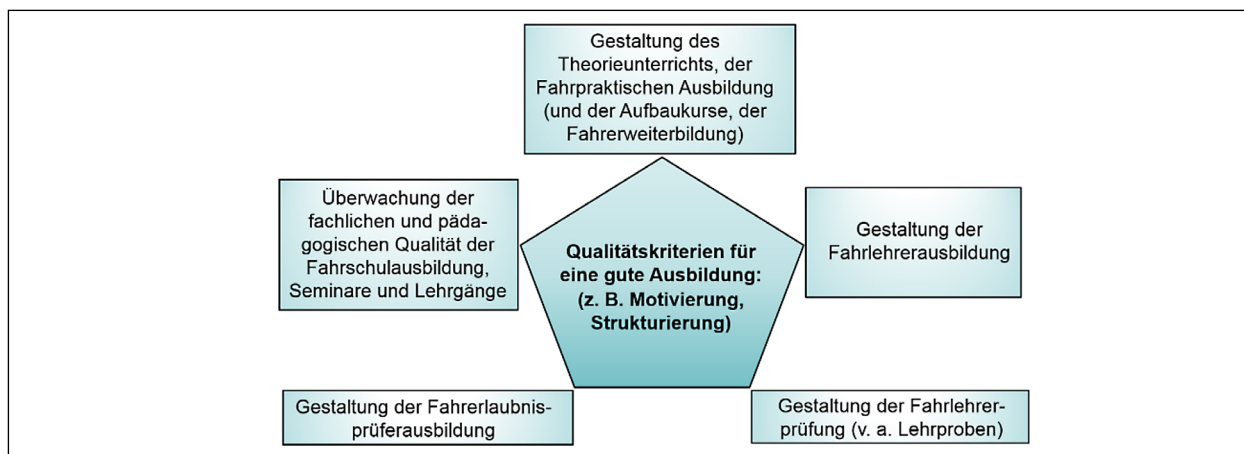 Gestaltung des
Theorieunterrichts, der
Fahrpraktischen Ausbildung
(und der Aufbaukurse, der
Fahrerweiterbildung)
Überwachung der
fachlichen und päda-
gogischen Qualität der
Fahrschulausbildung,
Seminare und Lehrgänge
Qualitätskriterien für
eine gute Ausbildung:
(z. B. Motivierung,
Strukturierung)
Gestaltung der
Fahrlehrerausbildung
Gestaltung der Fahrerlaubnis-
prüferausbildung
Gestaltung der Fahrlehrer-
prüfung (v. a. Lehrproben)